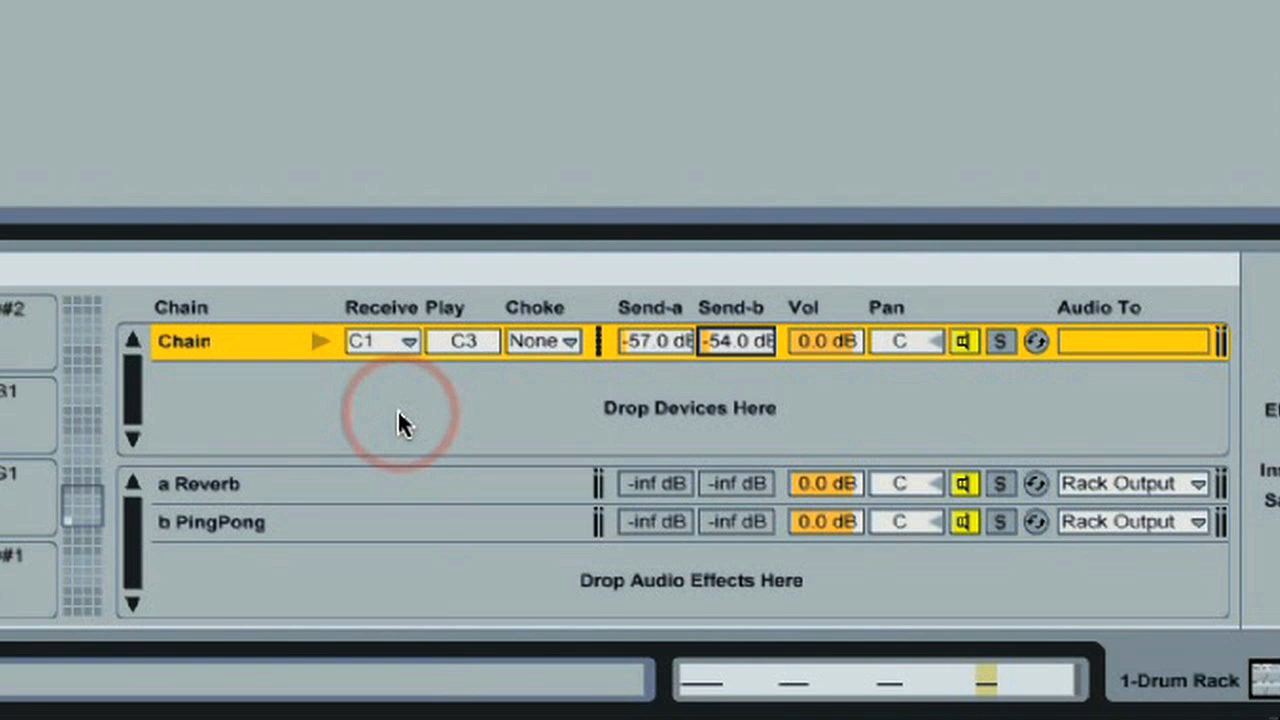 #2
Chain Receive Play Choke Send-a Send-b Vol Pan Audio To
Chain C1 C3 None -57.0 dB -54.0 dB 0.0 dB C S
Drop Devices Here
a Reverb -inf dB -inf dB 0.0 dB C S Rack Output
b PingPong -inf dB -inf dB 0.0 dB C S Rack Output
#1
Drop Audio Effects Here
1-Drum Rack